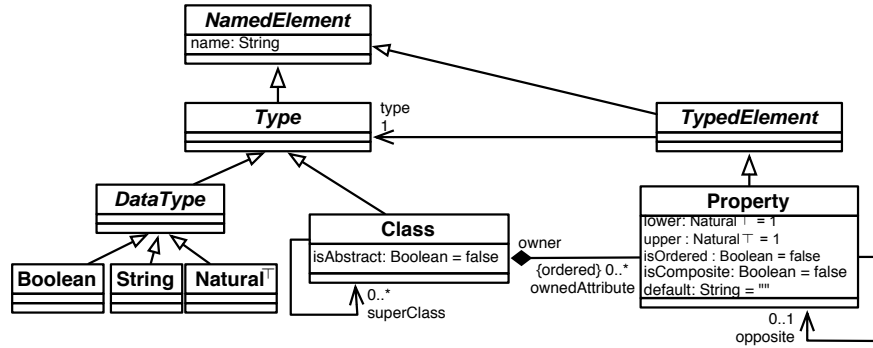 NamedElement
name: String
Type
type
1
TypedElement
DataType
Class
isAbstract: Boolean = false
owner
{ordered} 0..*
ownedAttribute
Property
lower: Natural⊤ = 1
upper : Natural⊤ = 1
isOrdered : Boolean = false
isComposite: Boolean = false
default: String = ""
Boolean
String
Natural⊤
0..*
superClass
0..1
opposite